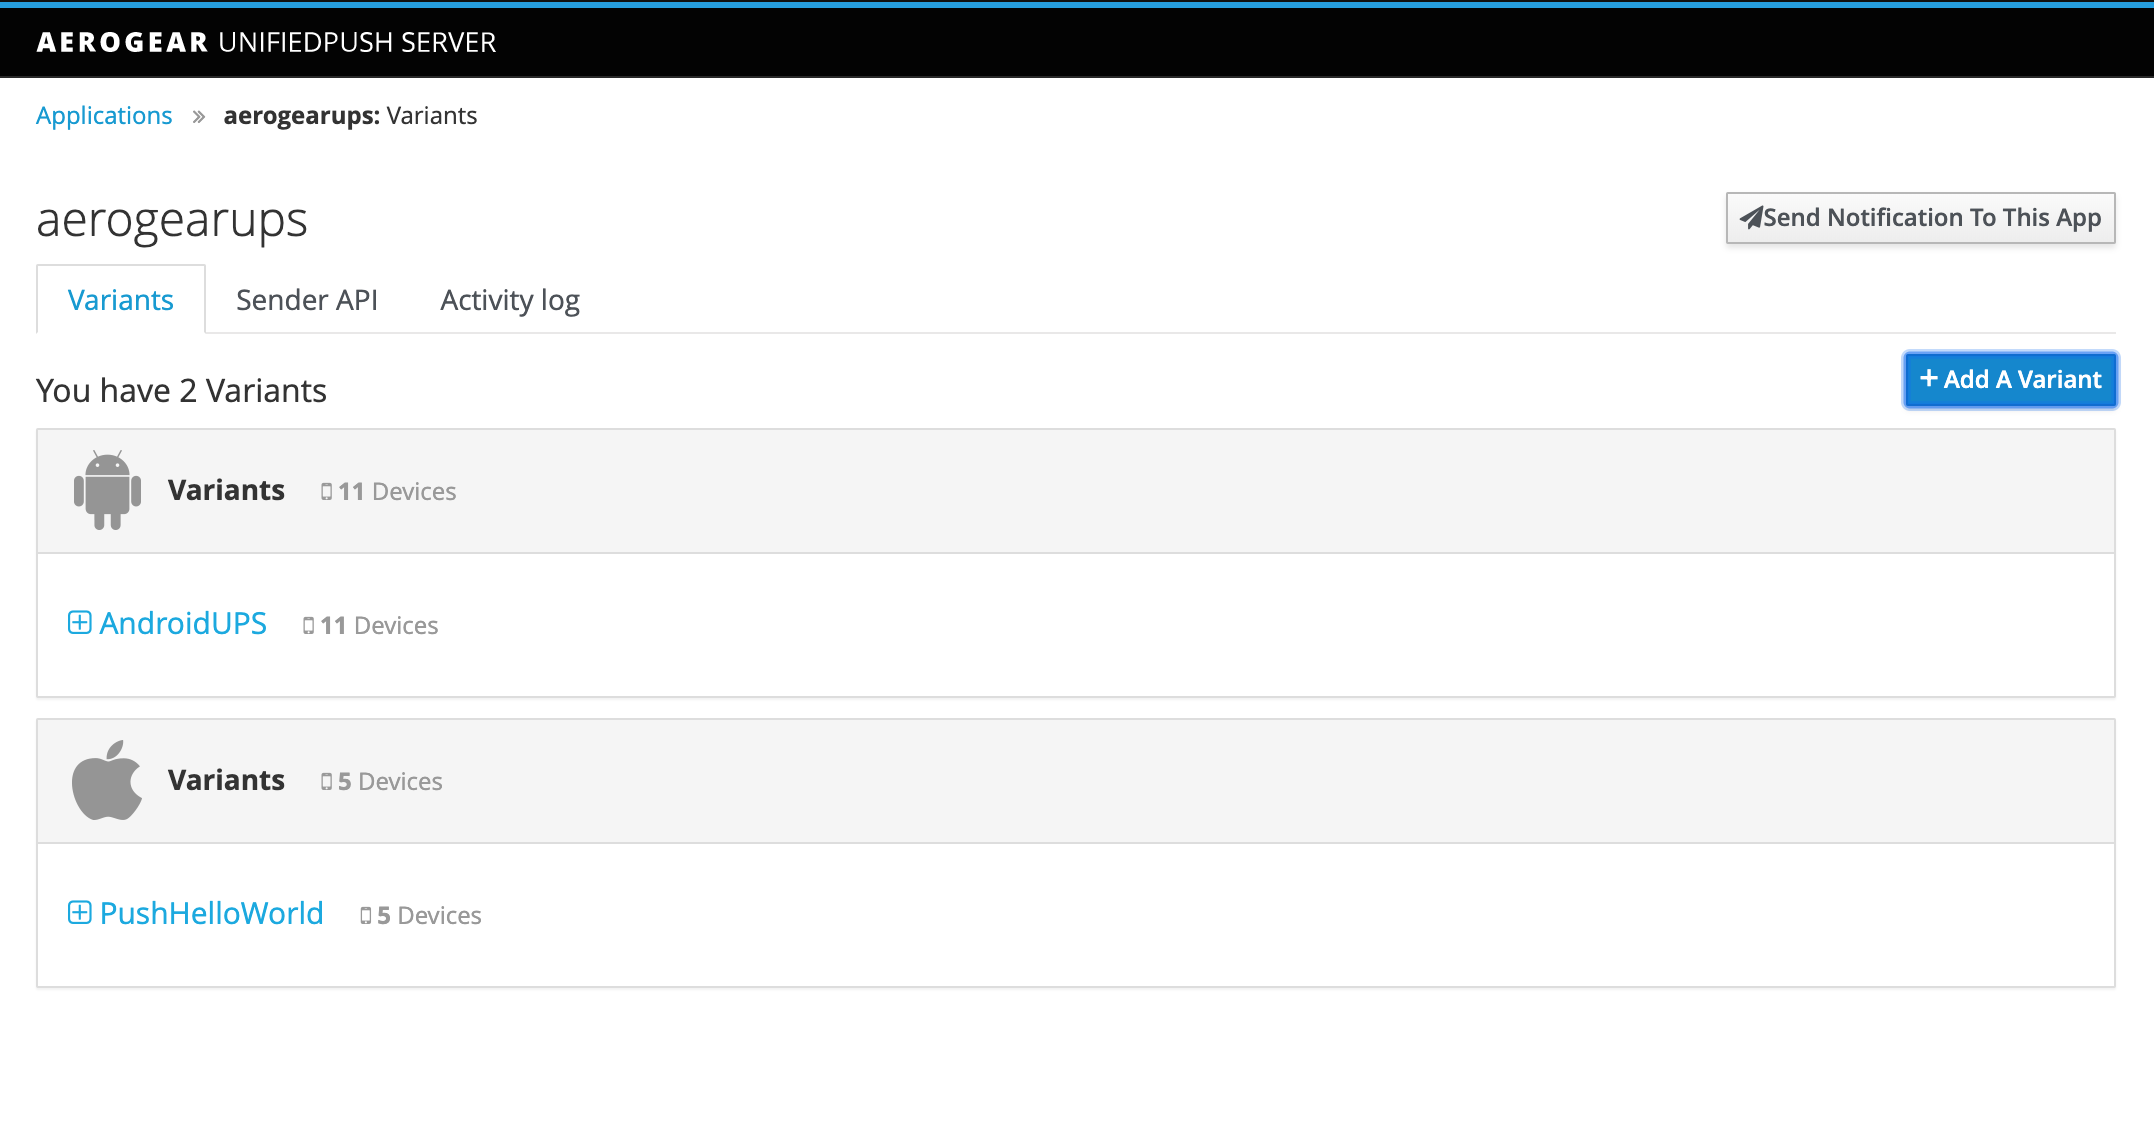 AEROGEAR UNIFIEDPUSH SERVER
Applications » aerogearups: Variants
aerogearups
Send Notification To This App
Variants Sender API Activity log
You have 2 Variants
+ Add A Variant
Variants 11 Devices
AndroidUPS 11 Devices
Variants 5 Devices
PushHelloWorld 5 Devices